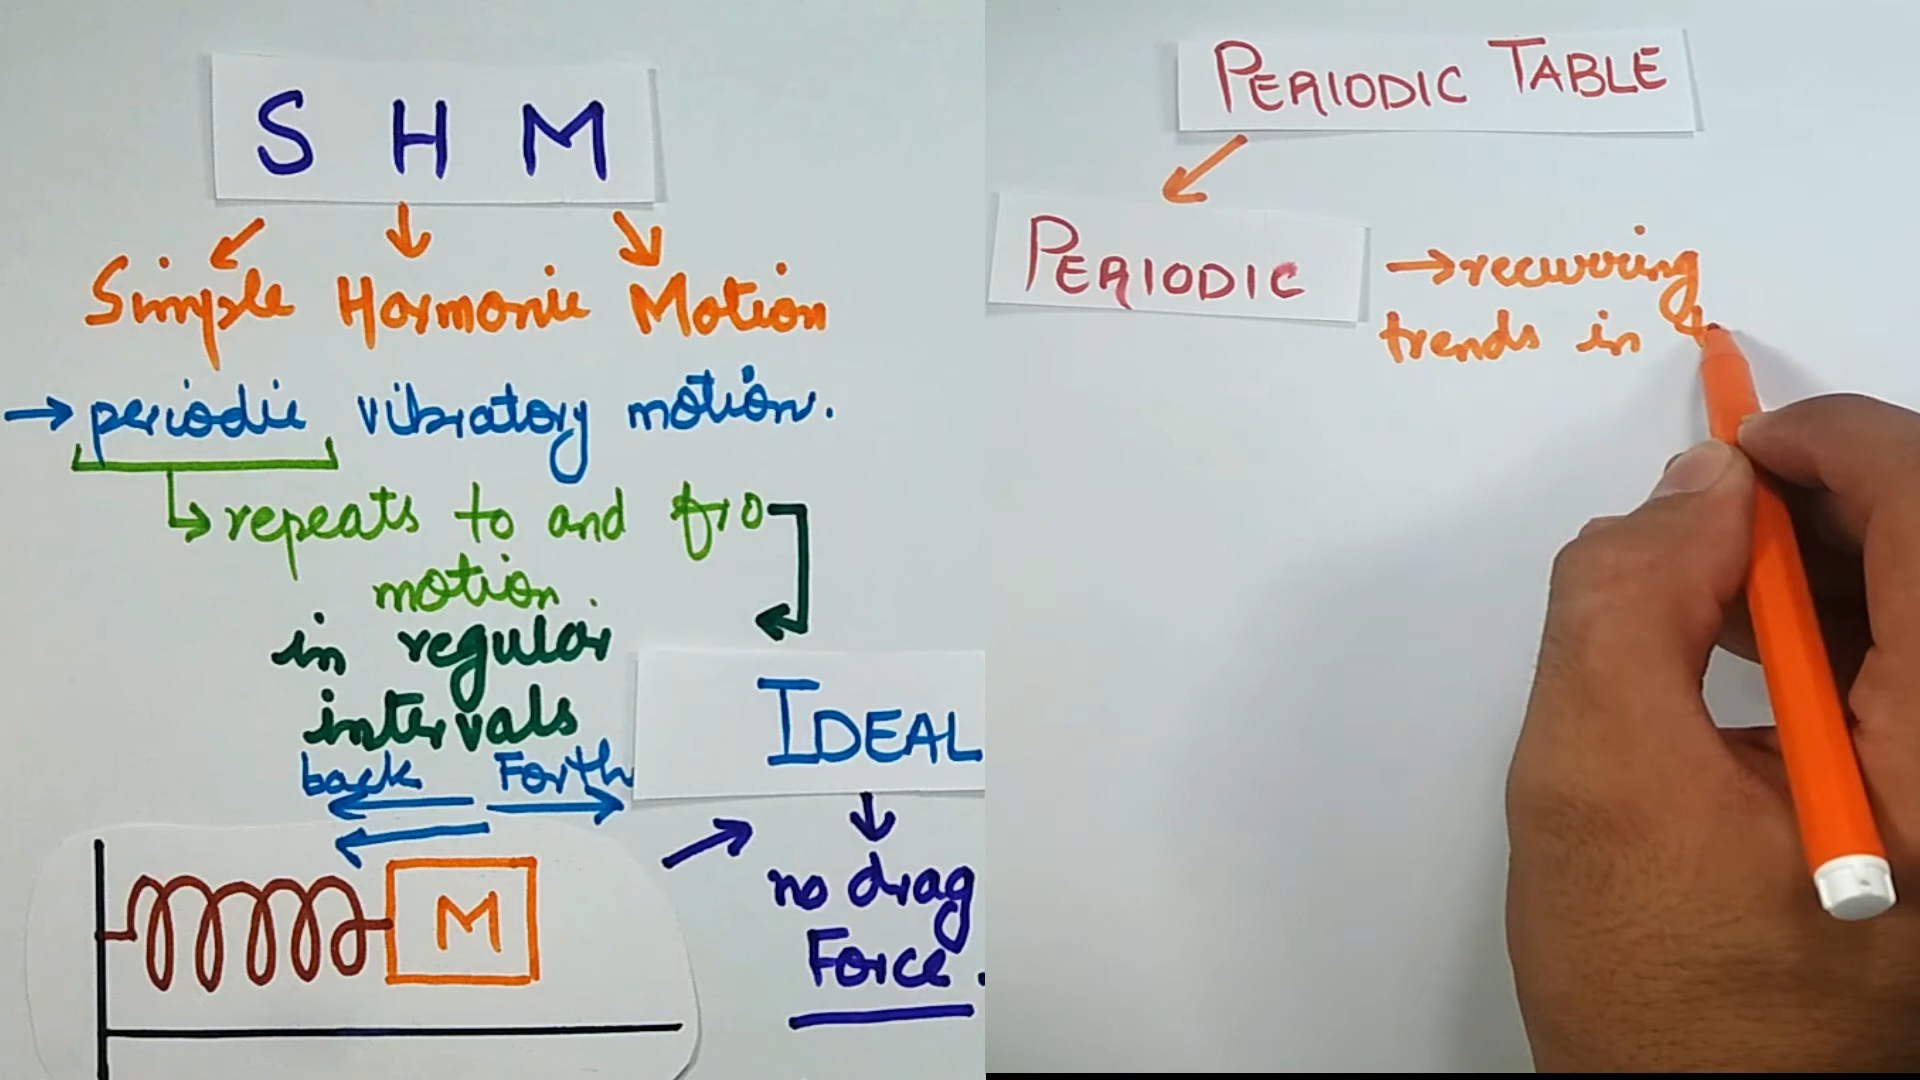 S H M
Simple Harmonic Motion
→ periodic vibratory motion.
repeats to and fro
motion
in regular
intervals
back Forth
IDEAL
no drag
Force.
M
PERIODIC TABLE
PERIODIC
→ recurring
trends in